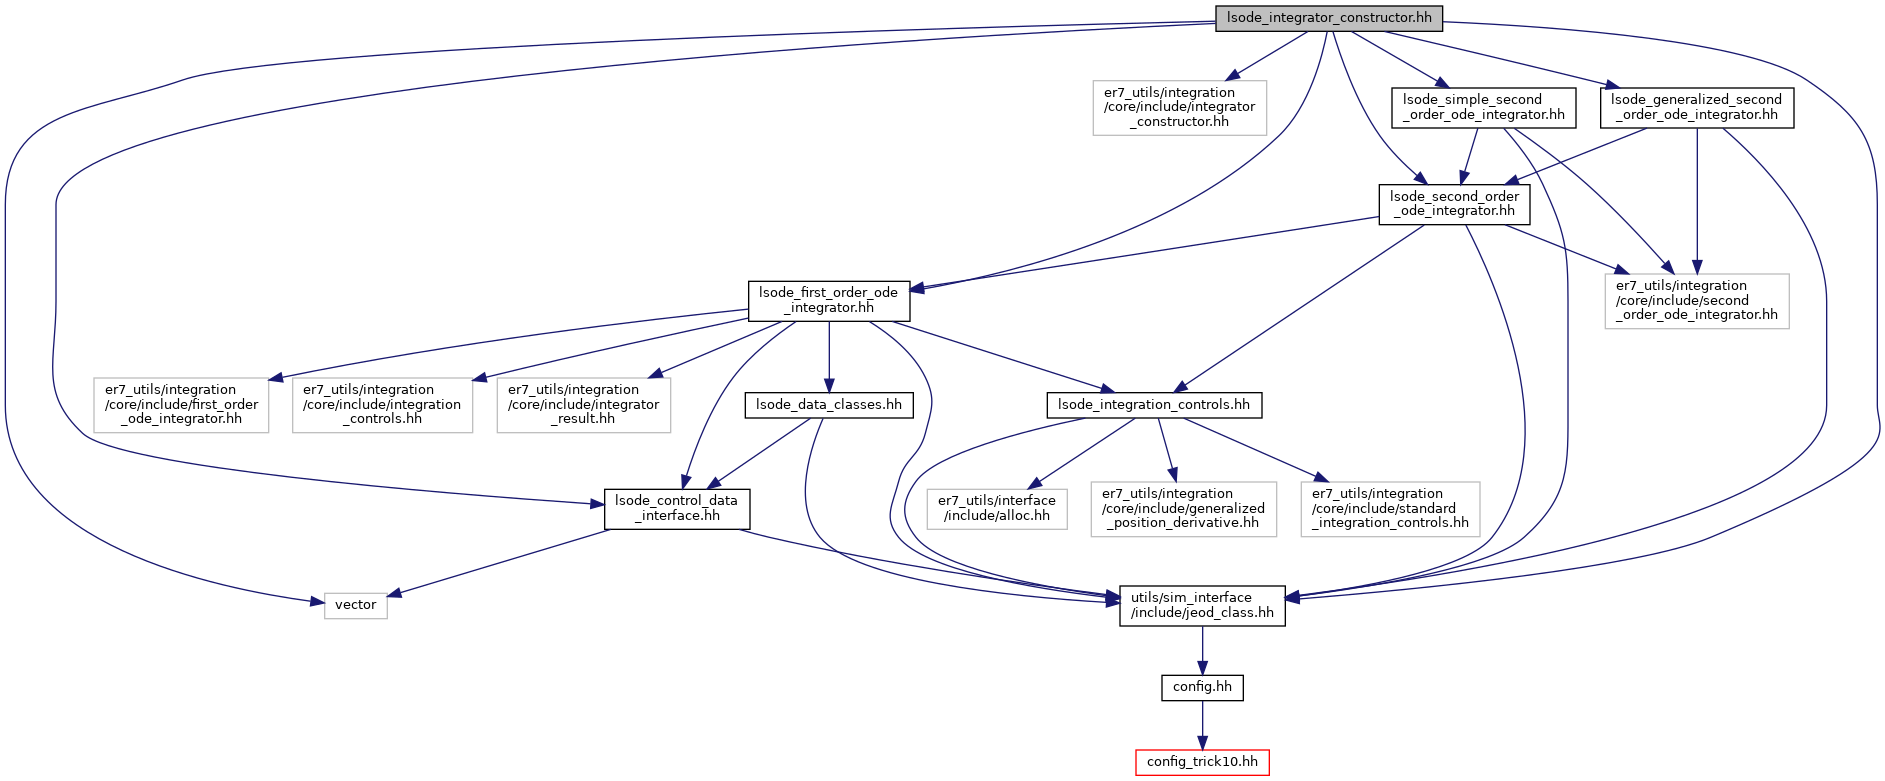 lsode_integrator_constructor.hh
er7_utils/integration
/core/include/integrator
_constructor.hh
lsode_simple_second
_order_ode_integrator.hh
lsode_generalized_second
_order_ode_integrator.hh
lsode_second_order
_ode_integrator.hh
er7_utils/integration
/core/include/second
_order_ode_integrator.hh
lsode_first_order_ode
_integrator.hh
er7_utils/integration
/core/include/first_order
_ode_integrator.hh
er7_utils/integration
/core/include/integration
_controls.hh
er7_utils/integration
/core/include/integrator
_result.hh
lsode_data_classes.hh
lsode_integration_controls.hh
lsode_control_data
_interface.hh
er7_utils/interface
/include/alloc.hh
er7_utils/integration
/core/include/generalized
_position_derivative.hh
er7_utils/integration
/core/include/standard
_integration_controls.hh
vector
utils/sim_interface
/include/jeod_class.hh
config.hh
config_trick10.hh